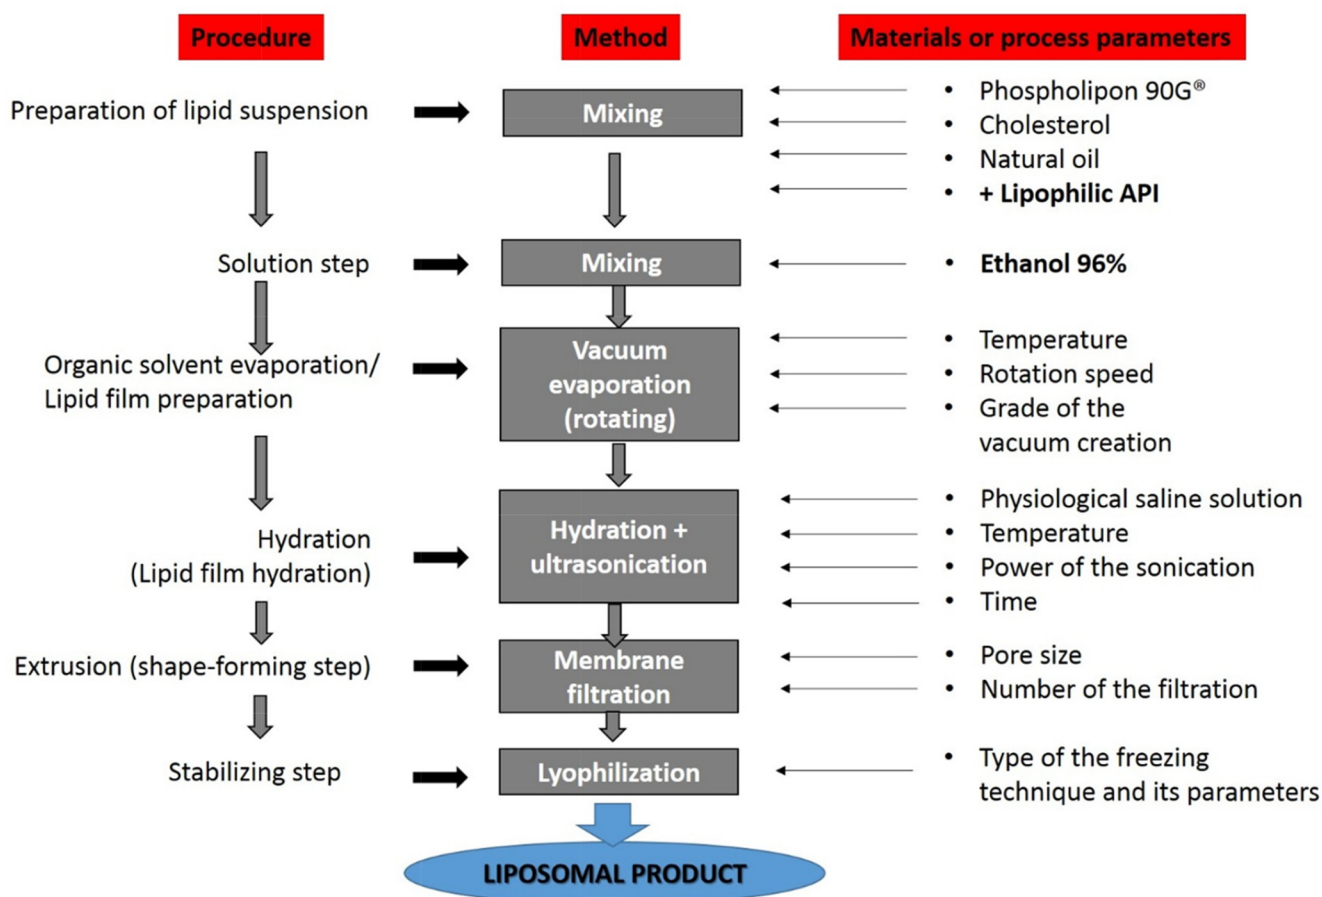 Procedure
Method
Materials or process parameters
Preparation of lipid suspension
Mixing
• Phospholipon 90G®
• Cholesterol
• Natural oil
• + Lipophilic API
Solution step
Mixing
• Ethanol 96%
Organic solvent evaporation/
Lipid film preparation
Vacuum
evaporation
(rotating)
• Temperature
• Rotation speed
• Grade of the
vacuum creation
Hydration
(Lipid film hydration)
Hydration +
ultrasonication
• Physiological saline solution
• Temperature
• Power of the sonication
• Time
Extrusion (shape-forming step)
Membrane
filtration
• Pore size
• Number of the filtration
Stabilizing step
Lyophilization
• Type of the freezing
technique and its parameters
LIPOSOMAL PRODUCT